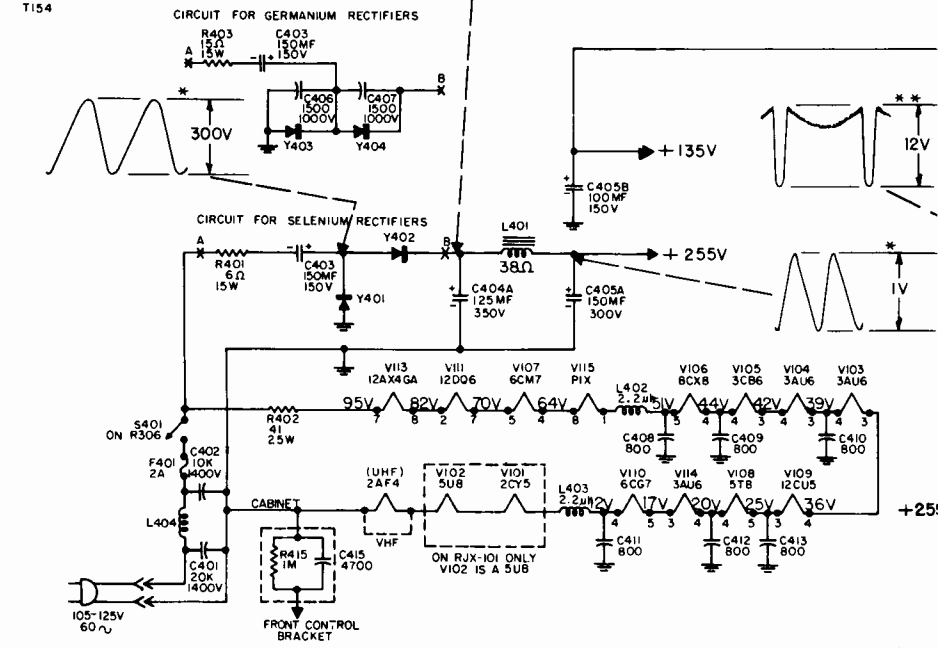 T154
CIRCUIT FOR GERMANIUM RECTIFIERS
R403
15Ω
15W
C403
150MF
150V
A
- +
B
C406
1500
1000V
C407
1500
1000V
Y403
Y404
*
300V
* *
12V
+135V
C405B
100MF
150V
CIRCUIT FOR SELENIUM RECTIFIERS
A
R401
6Ω
15W
- +
C403
150MF
150V
Y402
B
Y401
L401
38Ω
+ 255V
C404A
125MF
350V
C405A
150MF
300V
*
1V
V113
12AX4GA
V111
12DQ6
V107
6CM7
V115
PIX
V106
8CX8
V105
3CB6
V104
3AU6
V103
3AU6
S401
ON R306
R402
41
25W
95V
7
8
82V
2
7
70V
5
4
64V
8
1
L402
2.2μh
51V
5
4
44V
4
3
42V
3
4
39V
4
3
C408
800
C409
800
C410
800
F401
2A
C402
10K
1400V
L404
C401
20K
1400V
CABINET
R415
1M
C415
4700
FRONT CONTROL
BRACKET
(UHF)
2AF4
VHF
V102
5U8
V101
2CY5
ON RJX-101 ONLY
V102 IS A 5U8
L403
2.2μh
12V
V110
6CG7
V114
3AU6
V108
5T8
V109
12CU5
4
5
17V
3
4
20V
4
5
25V
3
4
36V
C411
800
C412
800
C413
800
+255
105-125V
60~